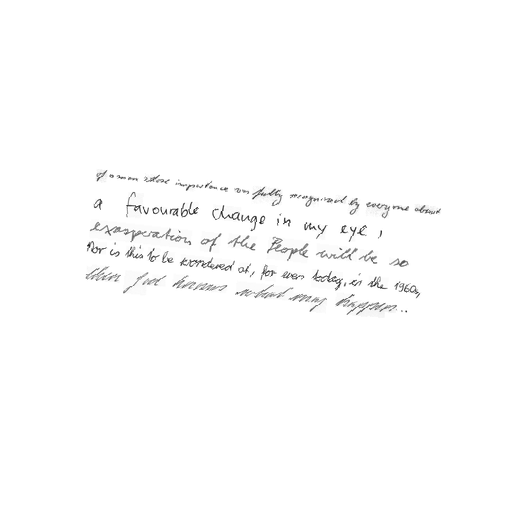 of a man whose importance was fully recognised by everyone about
a favourable change in my eye,
exasperation of the People will be so
Nor is this to be wondered at, for even today, in the 1960s,
then God knows what may happen...